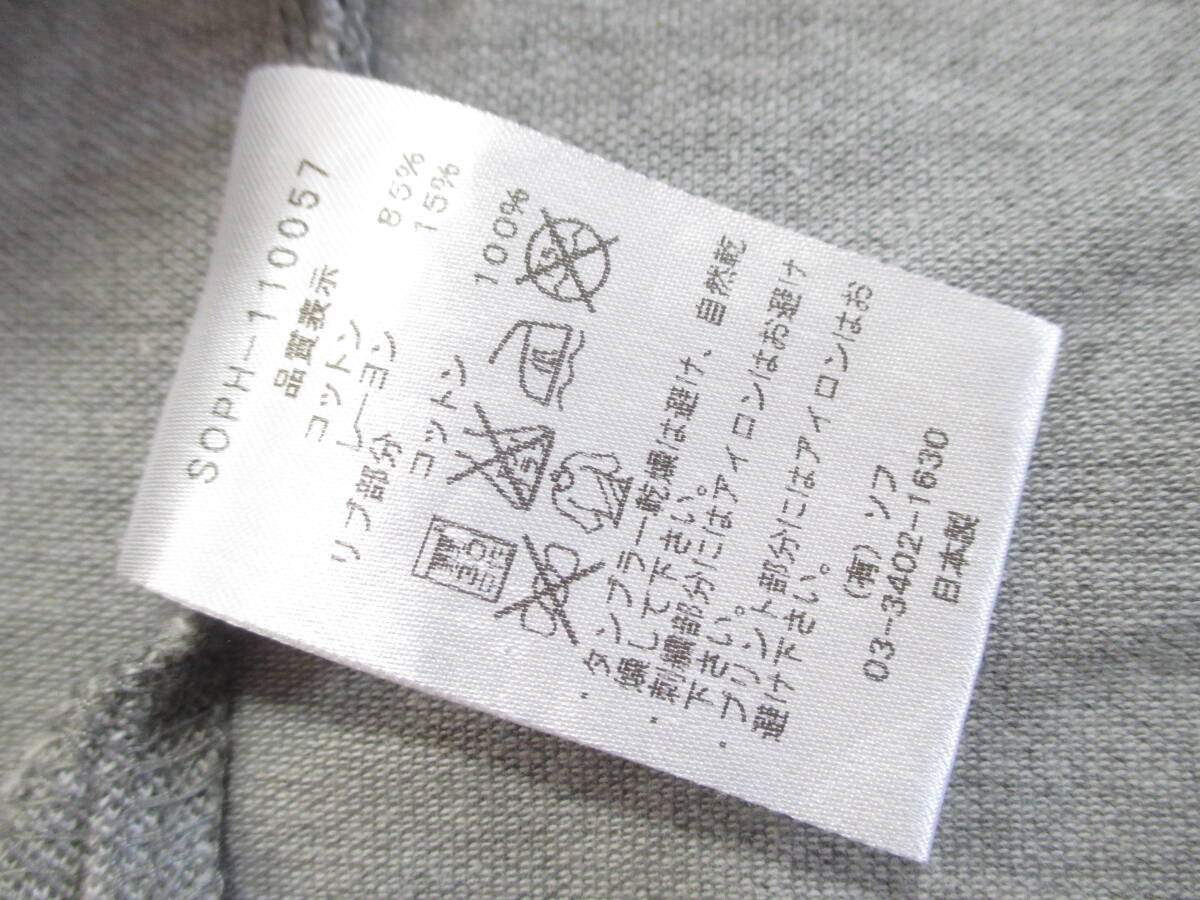 SOPH-110057
品質表示
コットン 85%
レーヨン 15%
リブ部分
コットン 100%
・タンブラー乾燥は避け、自然乾
燥して下さい。
・刺繍部分にはアイロンはお避け
下さい。
・プリント部分にはアイロンはお
避け下さい。
(有)ソフ
03-3402-1630
日本製